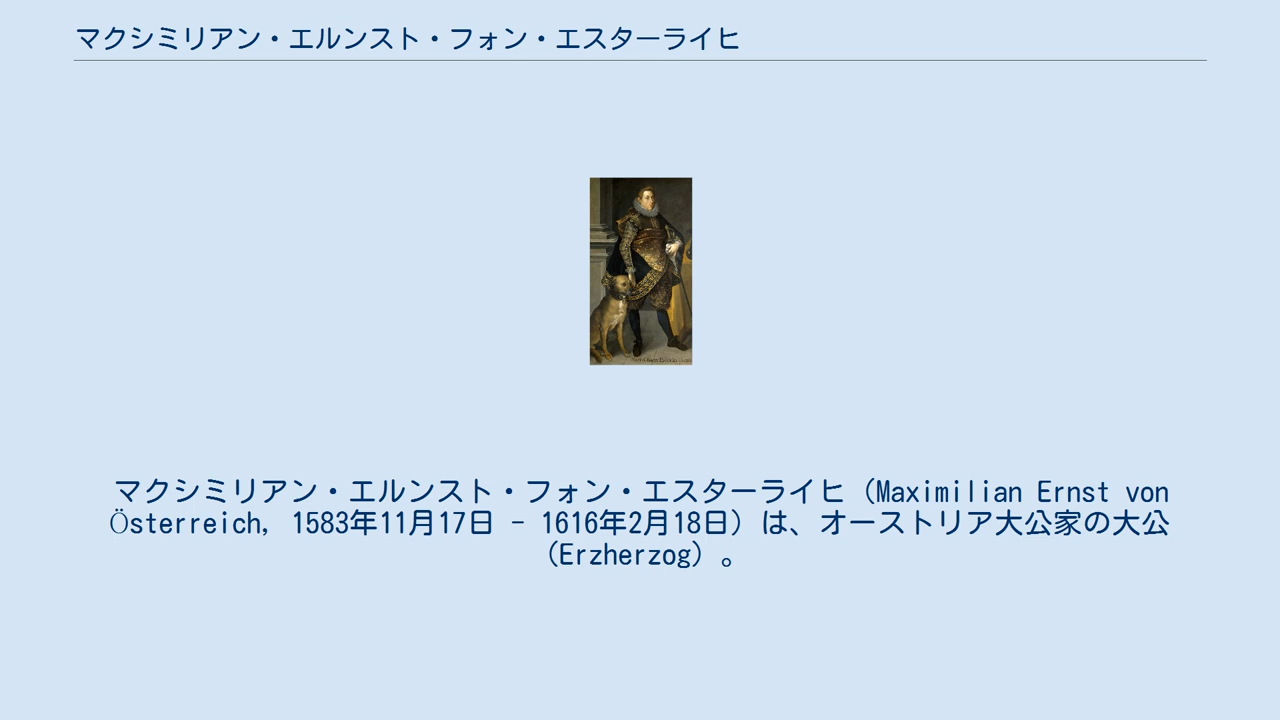 マクシミリアン・エルンスト・フォン・エスターライヒ
マクシミリアン・エルンスト・フォン・エスターライヒ（Maximilian Ernst von
Österreich, 1583年11月17日 - 1616年2月18日）は、オーストリア大公家の大公
（Erzherzog）。